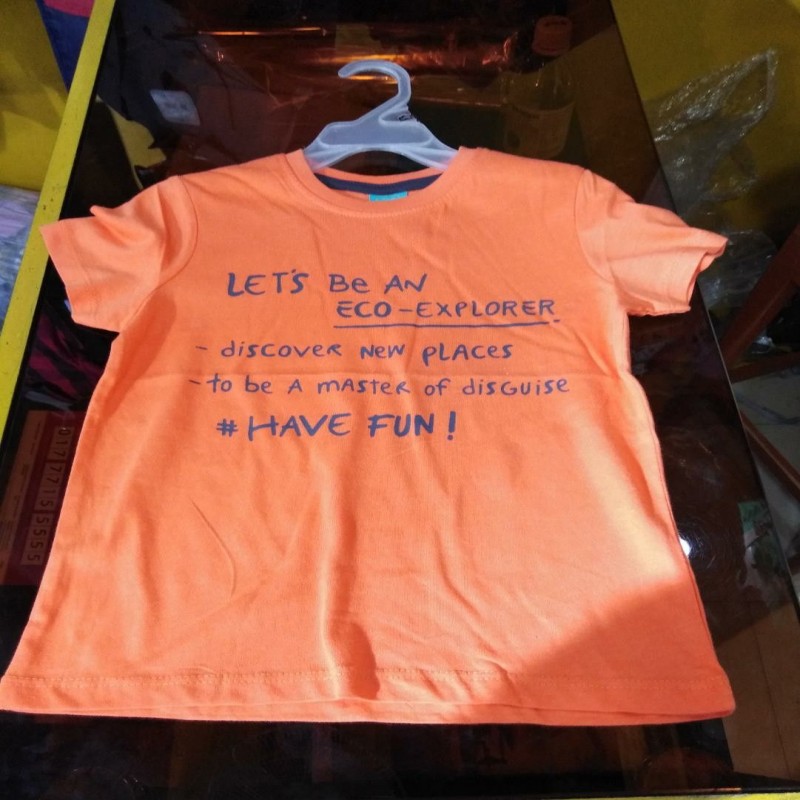 LET'S Be AN
ECO-EXPLORER
- discover new places
- to be A master of disguise
# HAVE FUN!